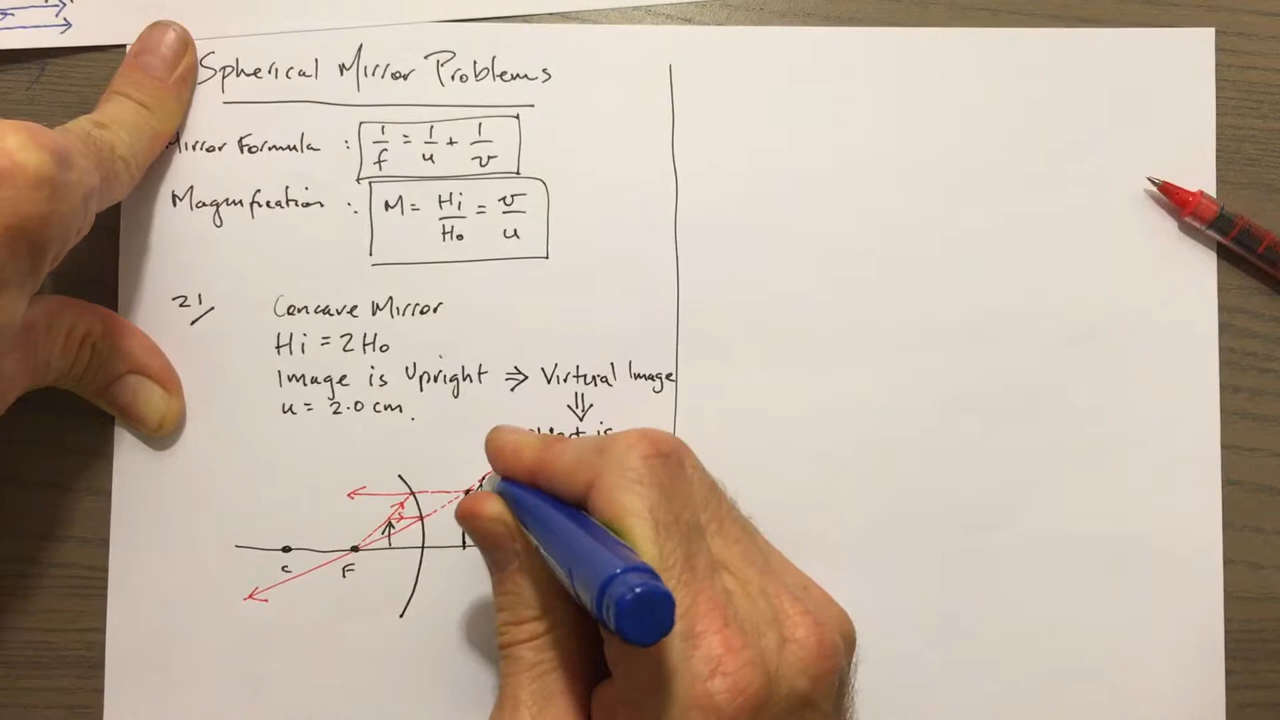 Spherical Mirror Problems
Mirror Formula : 1/f = 1/u + 1/v
Magnification : M = Hi/Ho = v/u
21/ Concave Mirror
Hi = 2Ho
Image is Upright ⇒ Virtual Image
⇓
u = 2.0 cm.
is
C F